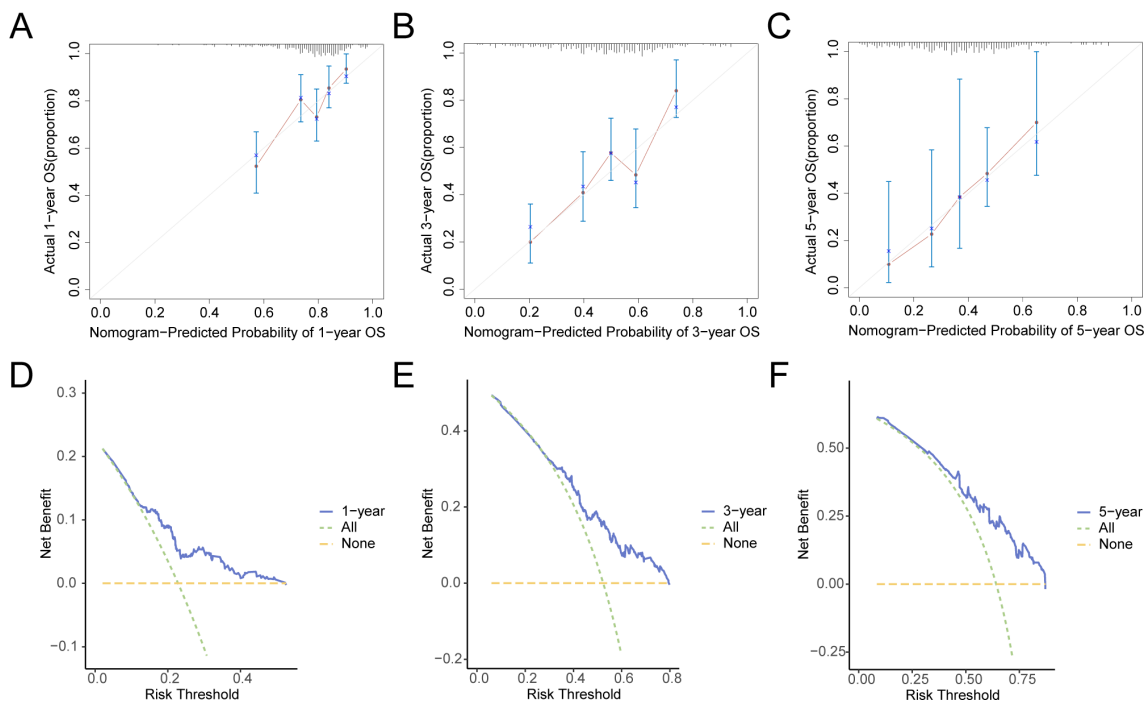 A
Actual 1−year OS(proportion)
1.0
0.8
0.6
0.4
0.2
0.0
0.0 0.2 0.4 0.6 0.8 1.0
Nomogram−Predicted Probability of 1−year OS
B
Actual 3−year OS(proportion)
1.0
0.8
0.6
0.4
0.2
0.0
0.0 0.2 0.4 0.6 0.8 1.0
Nomogram−Predicted Probability of 3−year OS
C
Actual 5−year OS(proportion)
1.0
0.8
0.6
0.4
0.2
0.0
0.0 0.2 0.4 0.6 0.8 1.0
Nomogram−Predicted Probability of 5−year OS
D
Net Benefit
0.3
0.2
0.1
0.0
−0.1
0.0 0.2 0.4
Risk Threshold
1−year
All
None
E
Net Benefit
0.4
0.2
0.0
−0.2
0.0 0.2 0.4 0.6 0.8
Risk Threshold
3−year
All
None
F
Net Benefit
0.50
0.25
0.00
−0.25
0.00 0.25 0.50 0.75
Risk Threshold
5−year
All
None